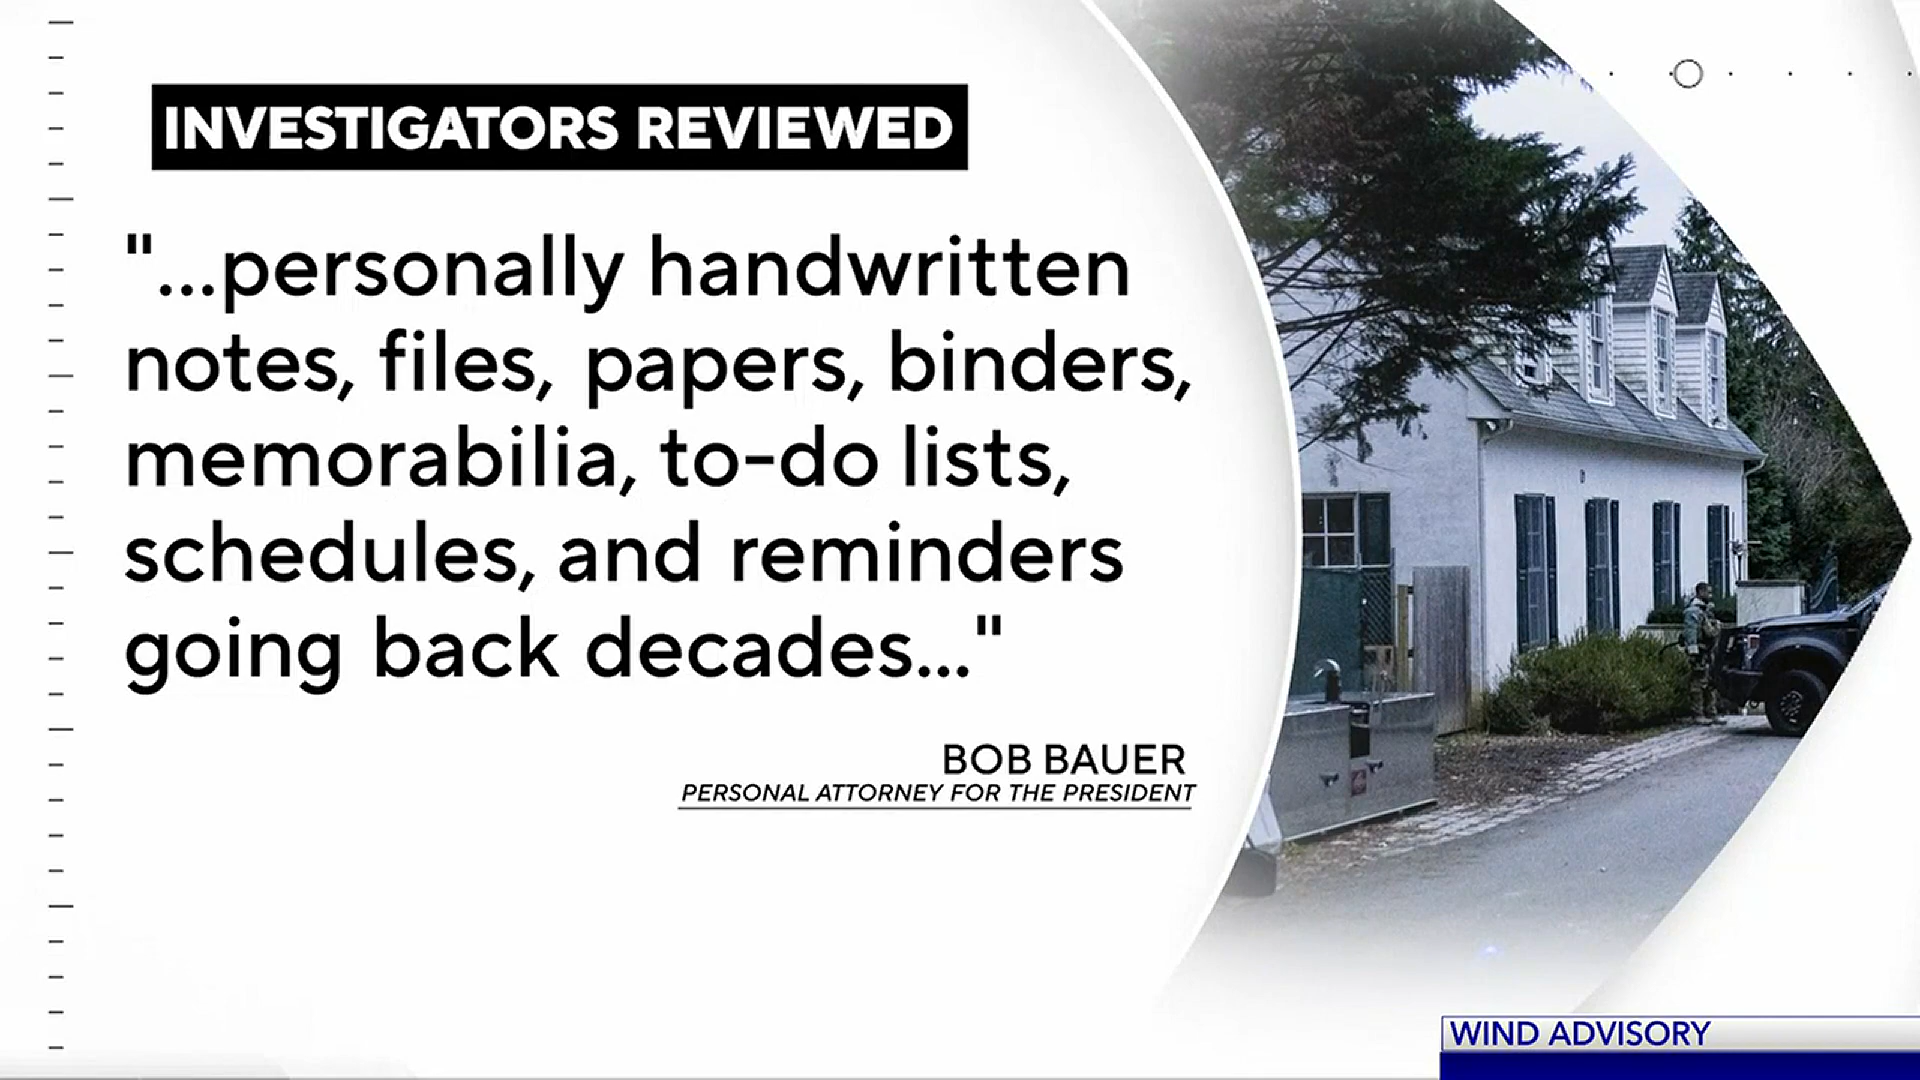 INVESTIGATORS REVIEWED
"...personally handwritten
notes, files, papers, binders,
memorabilia, to-do lists,
schedules, and reminders
going back decades..."
BOB BAUER
PERSONAL ATTORNEY FOR THE PRESIDENT
WIND ADVISORY